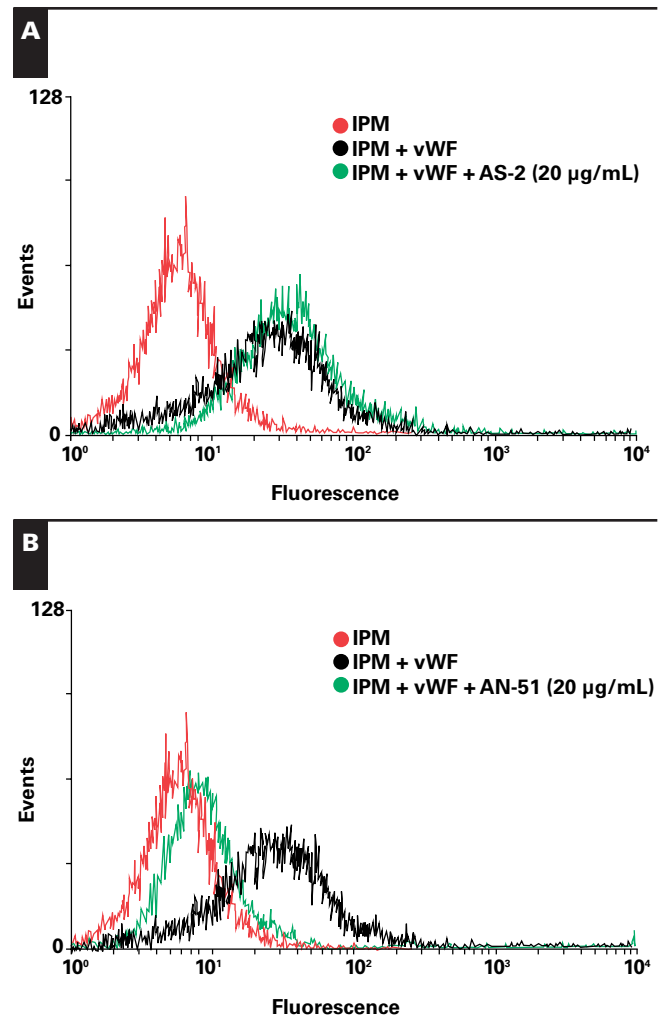 A
128
IPM
IPM + vWF
IPM + vWF + AS-2 (20 µg/mL)
Events
0
10⁰ 10¹ 10² 10³ 10⁴
Fluorescence
B
128
IPM
IPM + vWF
IPM + vWF + AN-51 (20 µg/mL)
Events
0
10⁰ 10¹ 10² 10³ 10⁴
Fluorescence